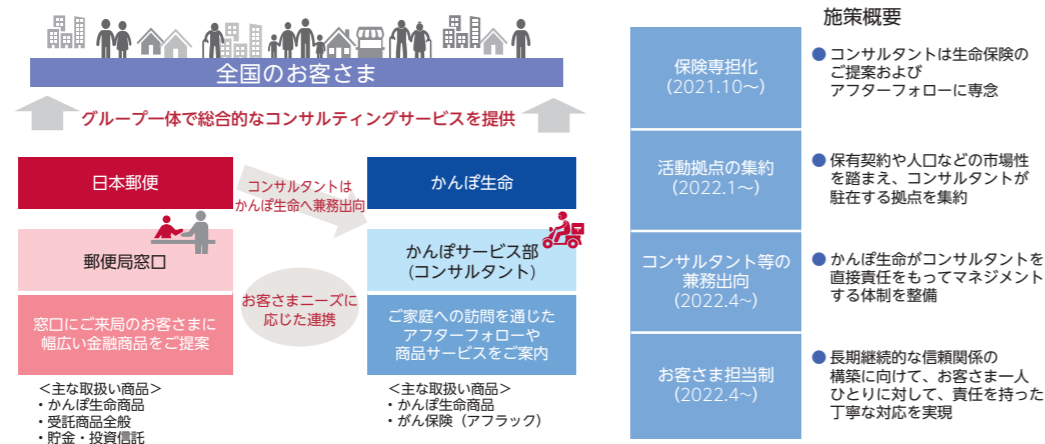 全国のお客さま
グループ一体で総合的なコンサルティングサービスを提供
日本郵便
コンサルタントは
かんぽ生命へ兼務出向
かんぽ生命
郵便局窓口
かんぽサービス部
(コンサルタント)
お客さまニーズに
応じた連携
窓口にご来局のお客さまに
幅広い金融商品をご提案
ご家庭への訪問を通じた
アフターフォローや
商品サービスをご案内
＜主な取扱い商品＞
・かんぽ生命商品
・受託商品全般
・貯金・投資信託
＜主な取扱い商品＞
・かんぽ生命商品
・がん保険（アフラック）
施策概要
保険専担化
(2021.10～)
●コンサルタントは生命保険の
ご提案および
アフターフォローに専念
活動拠点の集約
(2022.1～)
●保有契約や人口などの市場性
を踏まえ、コンサルタントが
駐在する拠点を集約
コンサルタント等の
兼務出向
(2022.4～)
●かんぽ生命がコンサルタントを
直接責任をもってマネジメント
する体制を整備
お客さま担当制
(2022.4～)
●長期継続的な信頼関係の
構築に向けて、お客さま一人
ひとりに対して、責任を持った
丁寧な対応を実現